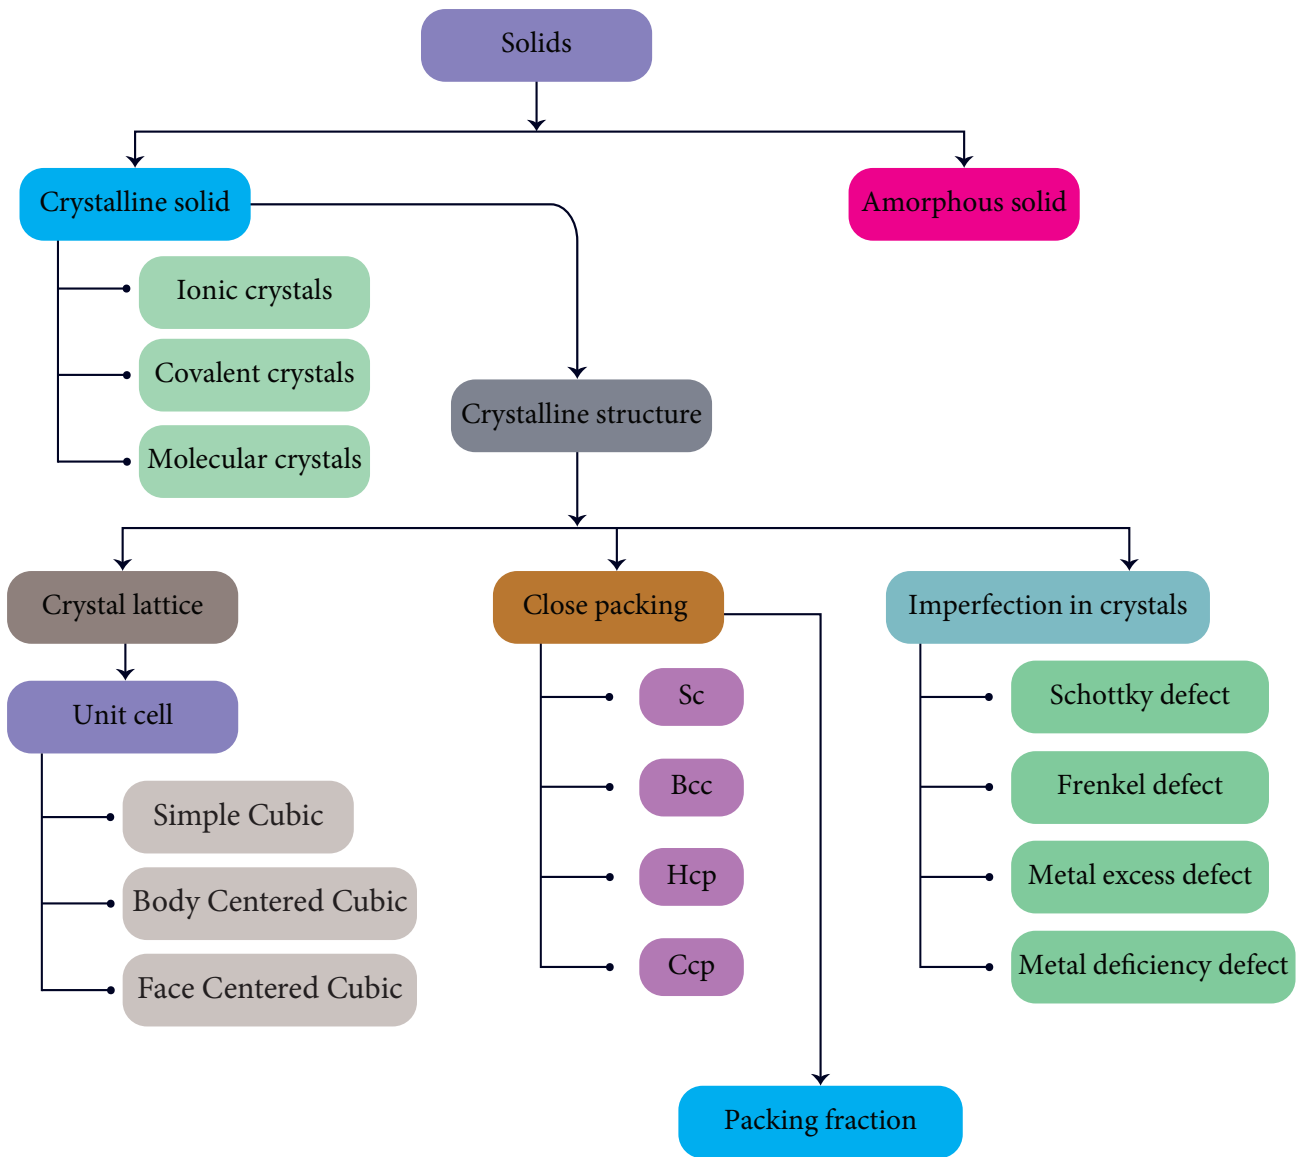 Solids
Crystalline solid
Amorphous solid
Ionic crystals
Covalent crystals
Molecular crystals
Crystalline structure
Crystal lattice
Close packing
Imperfection in crystals
Unit cell
Simple Cubic
Body Centered Cubic
Face Centered Cubic
Sc
Bcc
Hcp
Ccp
Schottky defect
Frenkel defect
Metal excess defect
Metal deficiency defect
Packing fraction